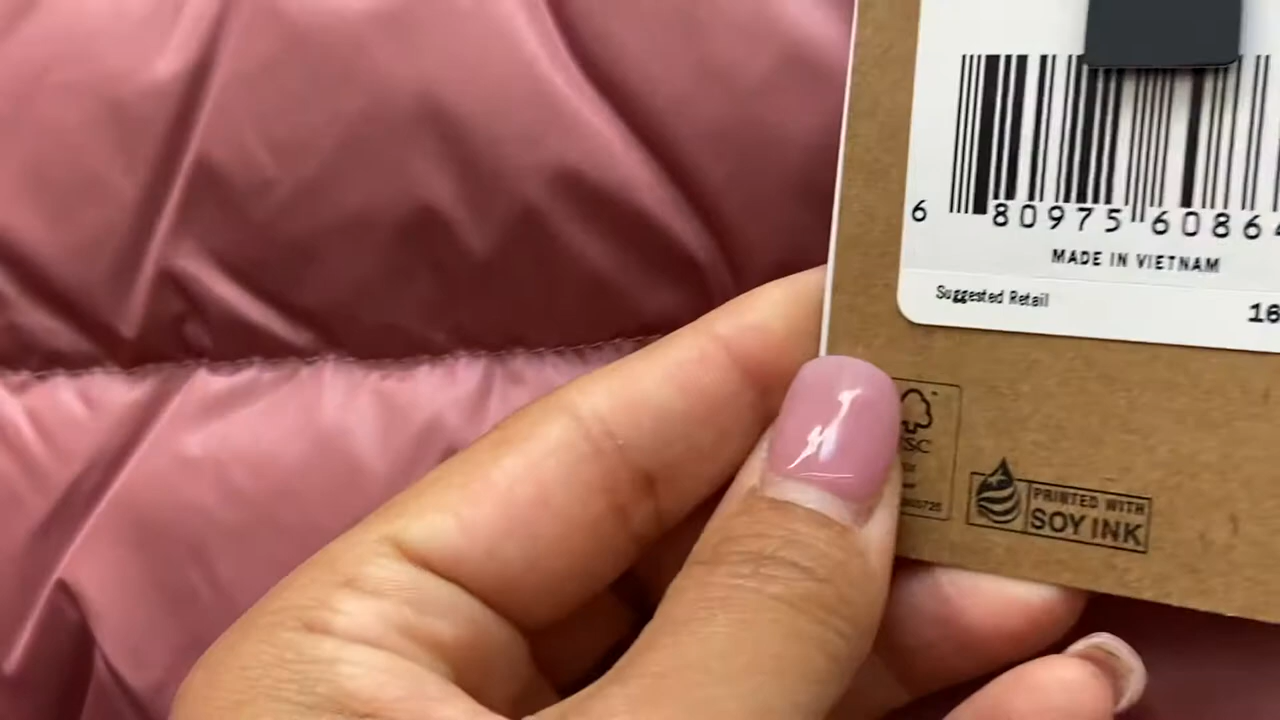 6 80975 6086
MADE IN VIETNAM
Suggested Retail 16
PRINTED WITH
SOY INK